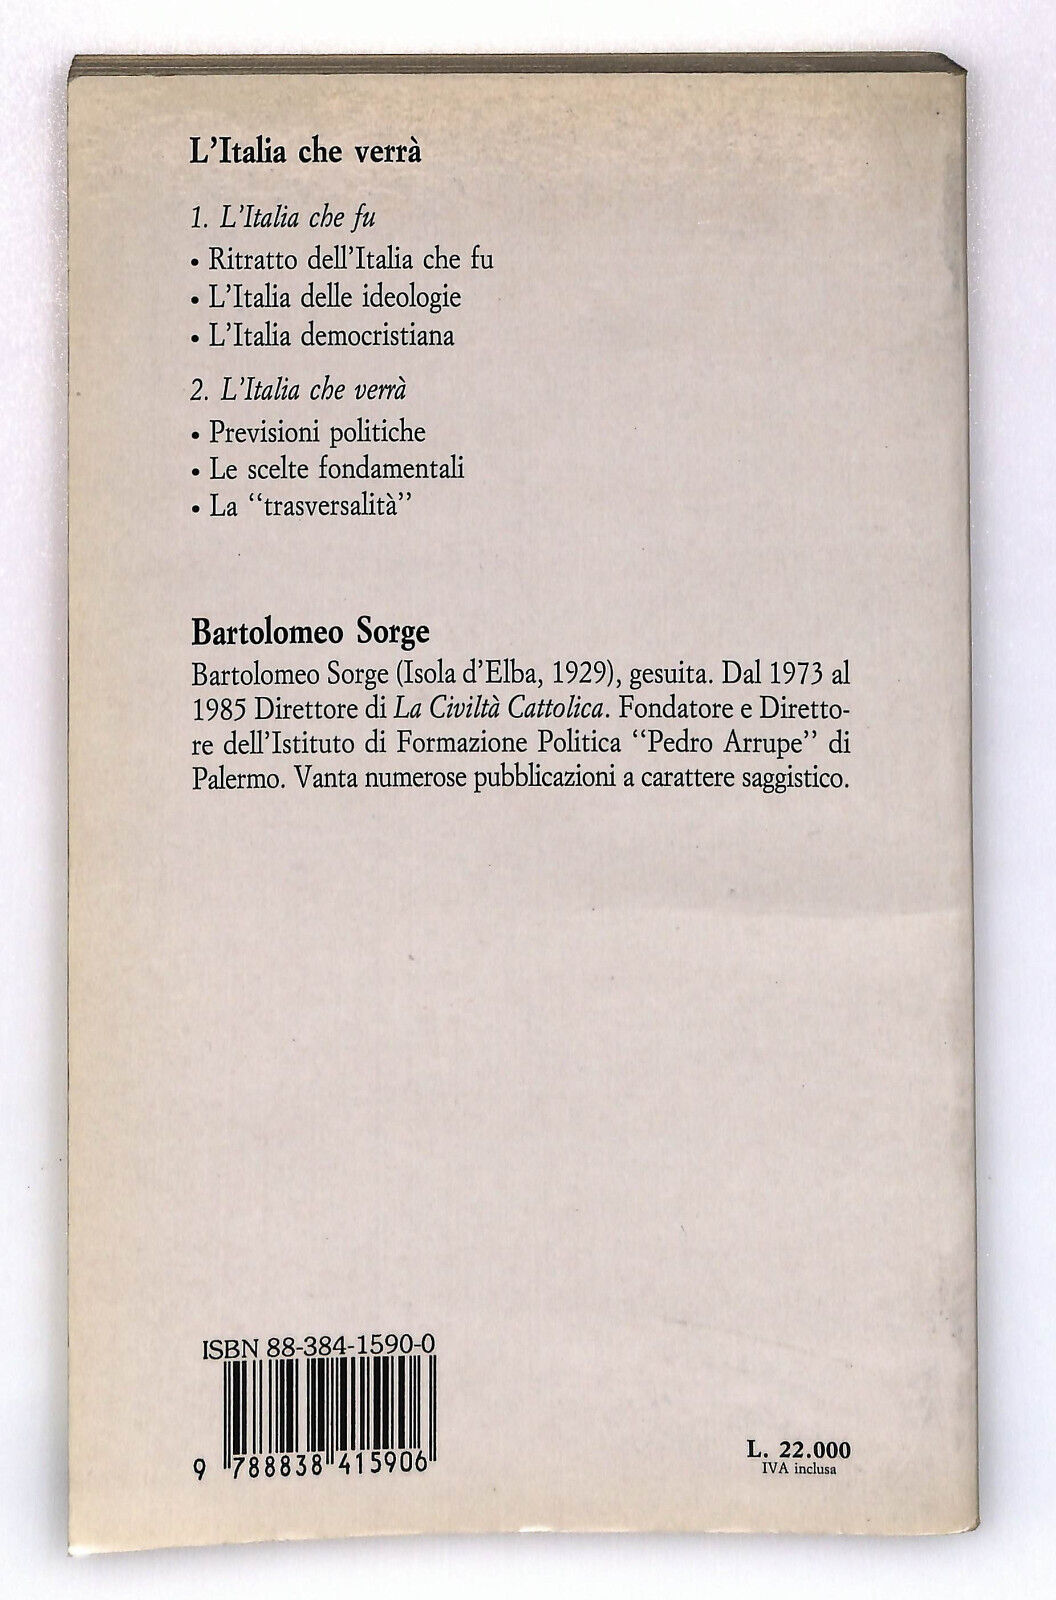 L'Italia che verrà
1. L'Italia che fu
• Ritratto dell'Italia che fu
• L'Italia delle ideologie
• L'Italia democristiana
2. L'Italia che verrà
• Previsioni politiche
• Le scelte fondamentali
• La “trasversalità”
Bartolomeo Sorge
Bartolomeo Sorge (Isola d'Elba, 1929), gesuita. Dal 1973 al
1985 Direttore di La Civiltà Cattolica. Fondatore e Diretto-
re dell'Istituto di Formazione Politica “Pedro Arrupe” di
Palermo. Vanta numerose pubblicazioni a carattere saggistico.
ISBN 88-384-1590-0
9 788838 415906
L. 22.000
IVA inclusa